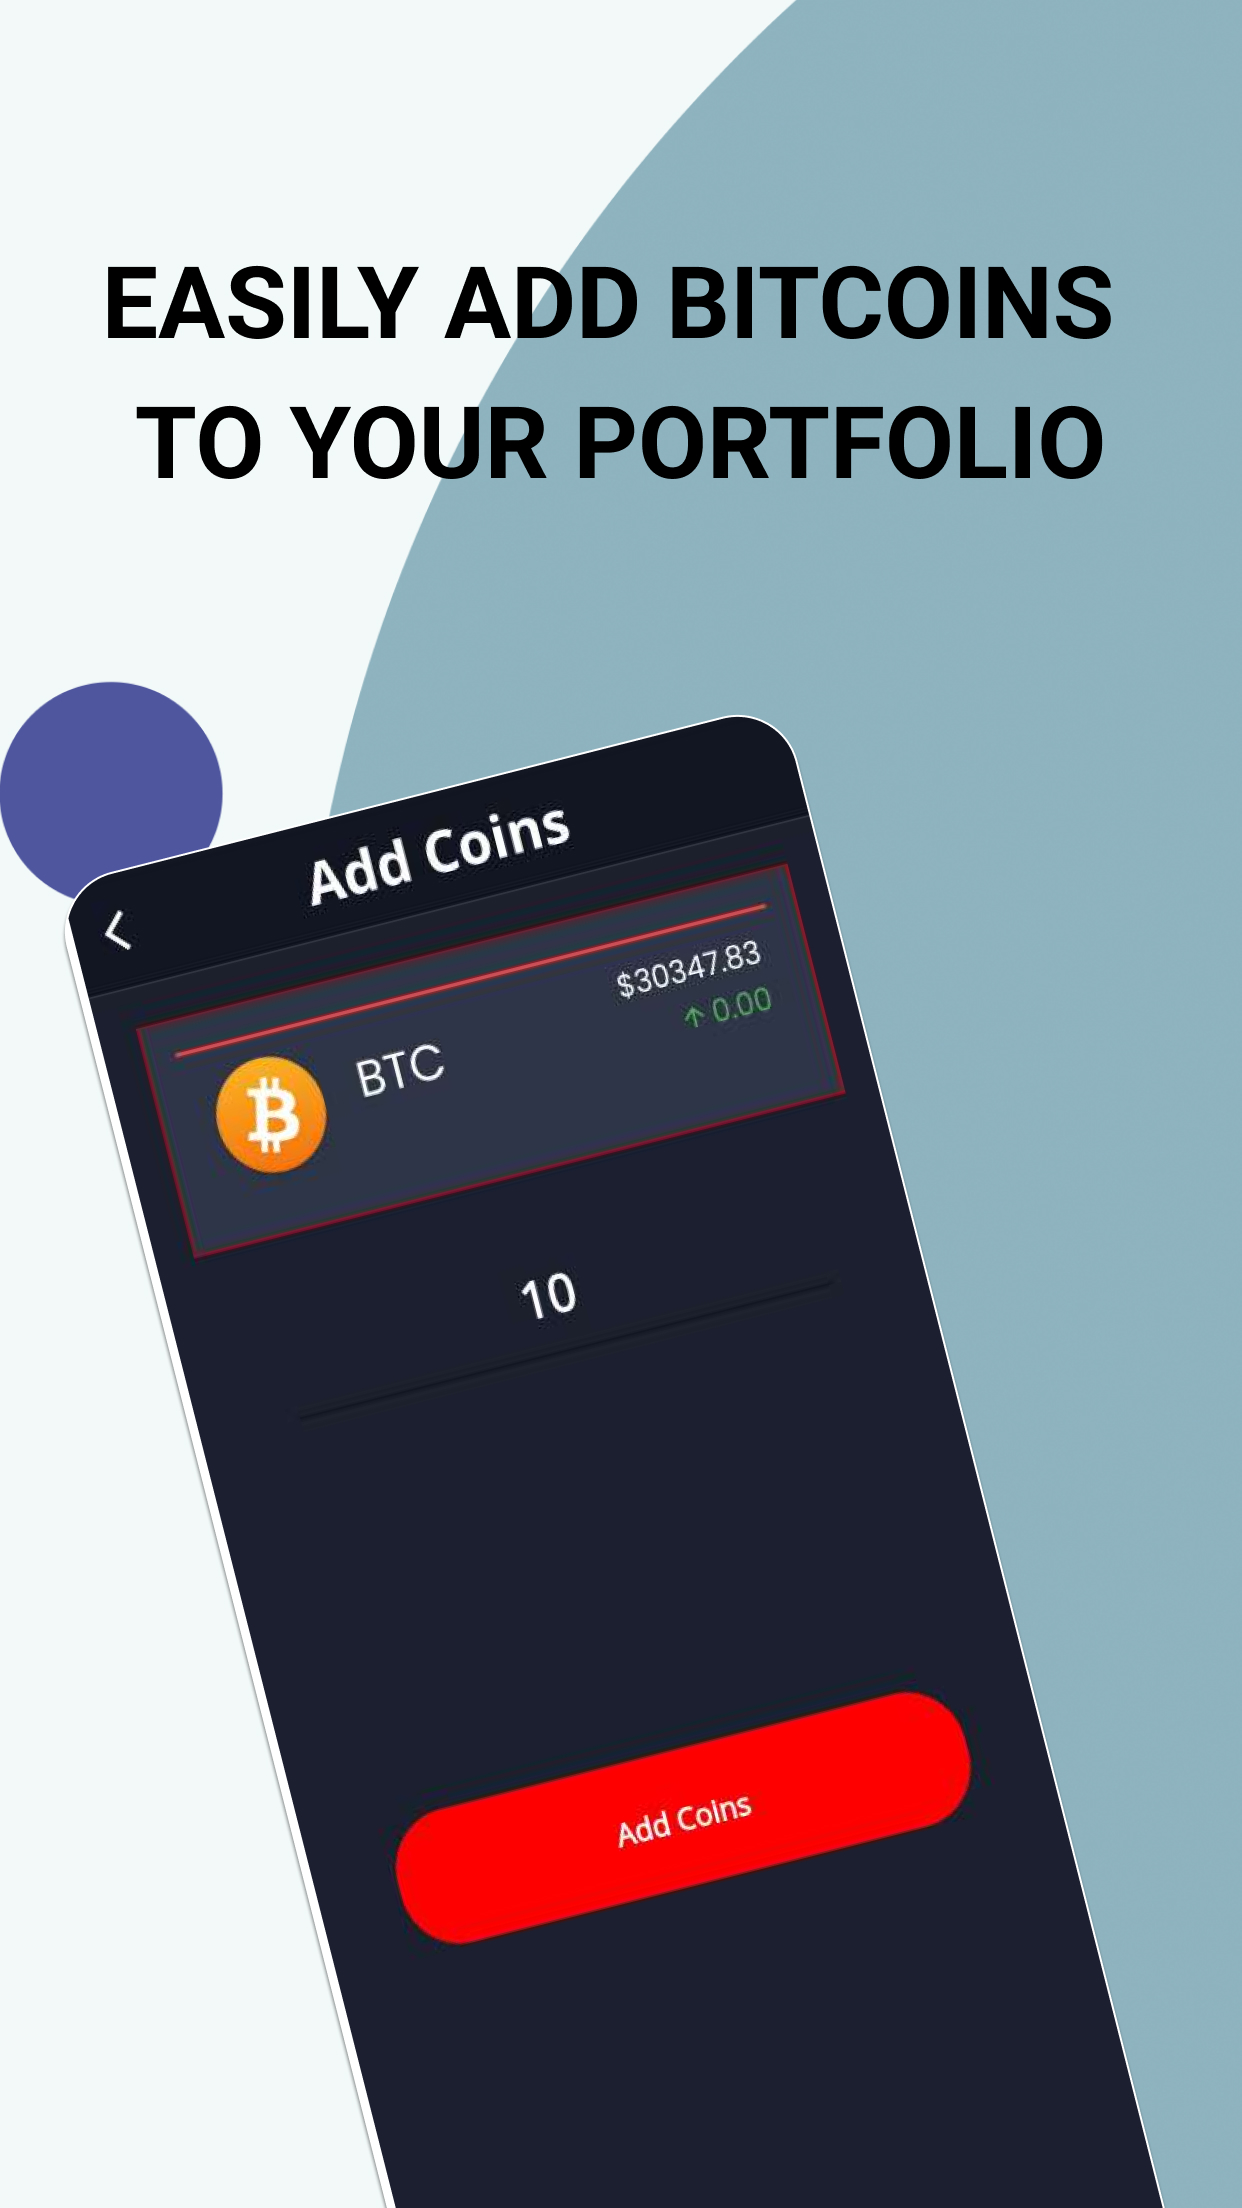 EASILY ADD BITCOINS
TO YOUR PORTFOLIO
Add Coins
$30347.83
↑ 0.00
BTC
10
Add Coins